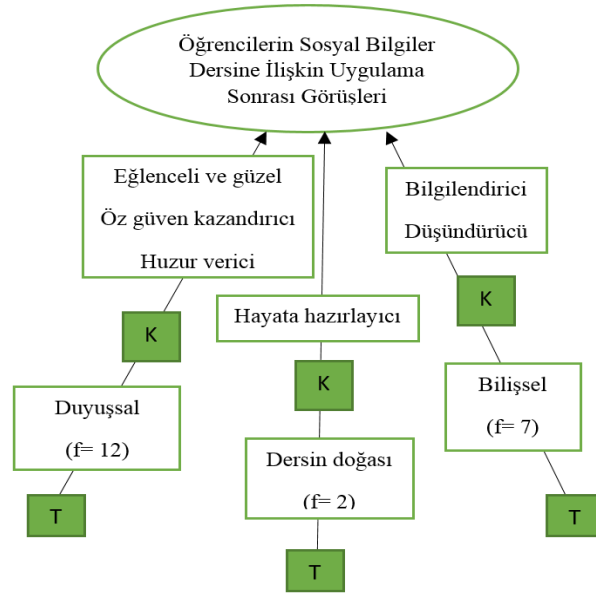 Öğrencilerin Sosyal Bilgiler
Dersine İlişkin Uygulama
Sonrası Görüşleri
Eğlenceli ve güzel
Öz güven kazandırıcı
Huzur verici
K
Duyuşsal
(f= 12)
T
Hayata hazırlayıcı
K
Dersin doğası
(f= 2)
T
Bilgilendirici
Düşündürücü
K
Bilişsel
(f= 7)
T